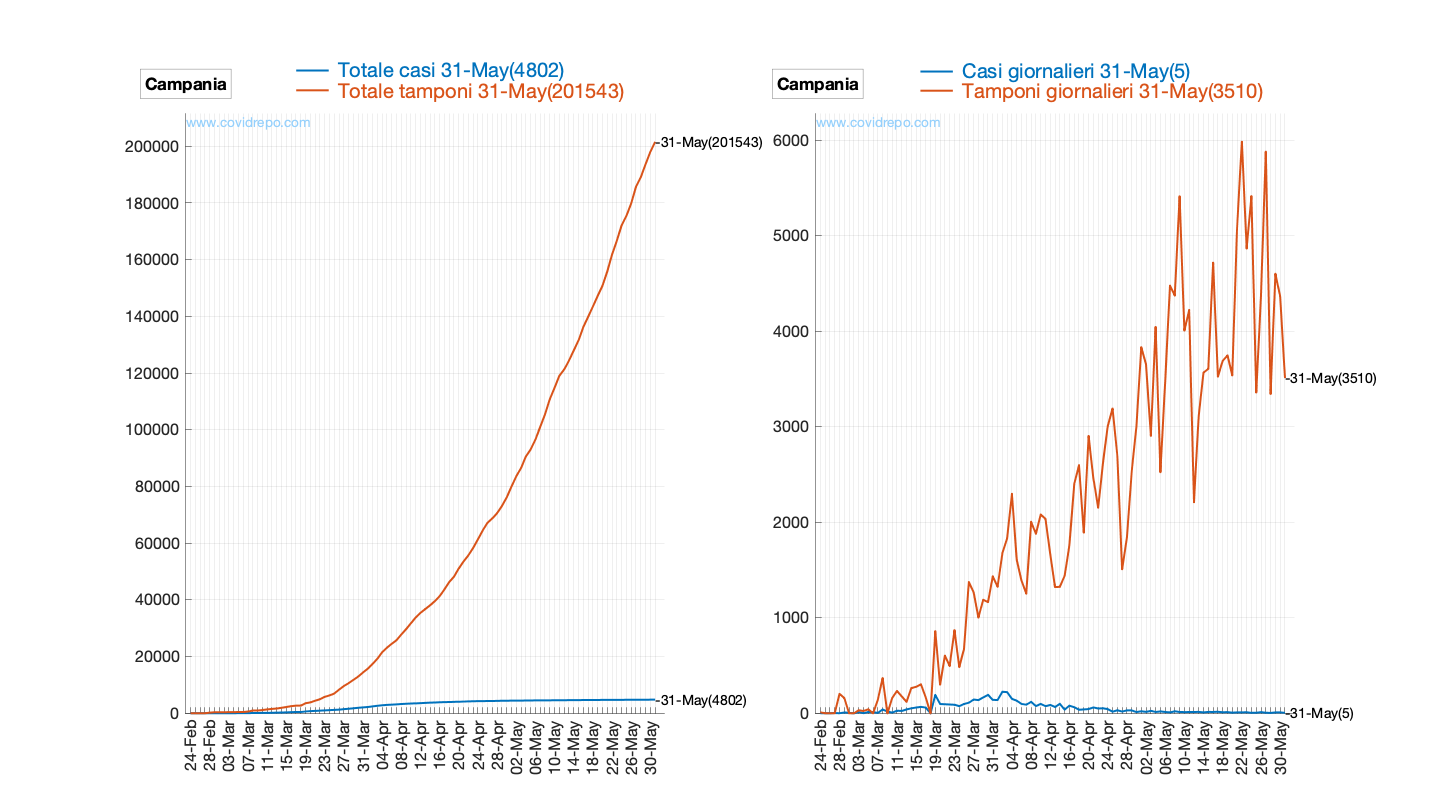 Campania
Totale casi 31-May(4802)
Totale tamponi 31-May(201543)
www.covidrepo.com
200000
180000
160000
140000
120000
100000
80000
60000
40000
20000
0
31-May(201543)
31-May(4802)
24-Feb
28-Feb
03-Mar
07-Mar
11-Mar
15-Mar
19-Mar
23-Mar
27-Mar
31-Mar
04-Apr
08-Apr
12-Apr
16-Apr
20-Apr
24-Apr
28-Apr
02-May
06-May
10-May
14-May
18-May
22-May
26-May
30-May
Campania
Casi giornalieri 31-May(5)
Tamponi giornalieri 31-May(3510)
www.covidrepo.com
6000
5000
4000
3000
2000
1000
0
31-May(3510)
31-May(5)
24-Feb
28-Feb
03-Mar
07-Mar
11-Mar
15-Mar
19-Mar
23-Mar
27-Mar
31-Mar
04-Apr
08-Apr
12-Apr
16-Apr
20-Apr
24-Apr
28-Apr
02-May
06-May
10-May
14-May
18-May
22-May
26-May
30-May